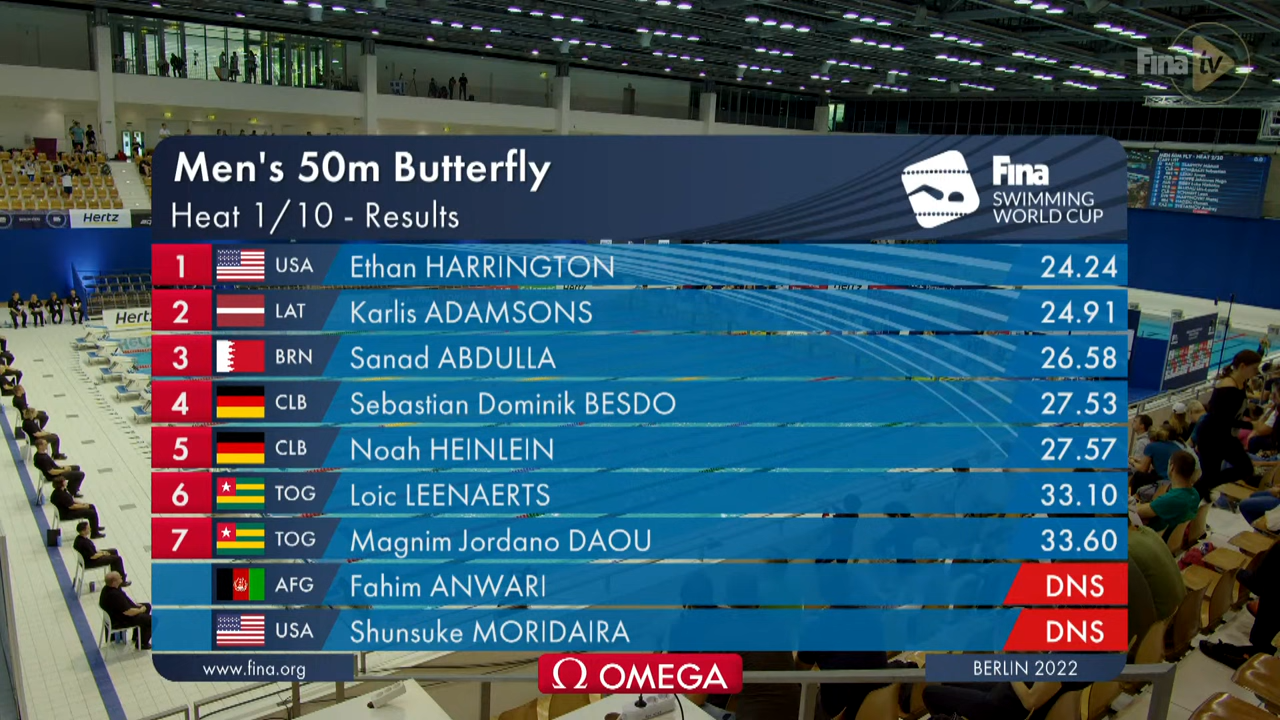 Fina tv
Men's 50m Butterfly
Heat 1/10 - Results
Fina
SWIMMING
WORLD CUP
1 USA Ethan HARRINGTON 24.24
2 LAT Karlis ADAMSONS 24.91
3 BRN Sanad ABDULLA 26.58
4 CLB Sebastian Dominik BESDO 27.53
5 CLB Noah HEINLEIN 27.57
6 TOG Loic LEENAERTS 33.10
7 TOG Magnim Jordano DAOU 33.60
AFG Fahim ANWARI DNS
USA Shunsuke MORIDAIRA DNS
www.fina.org
Ω OMEGA
BERLIN 2022
Hertz
Hertz